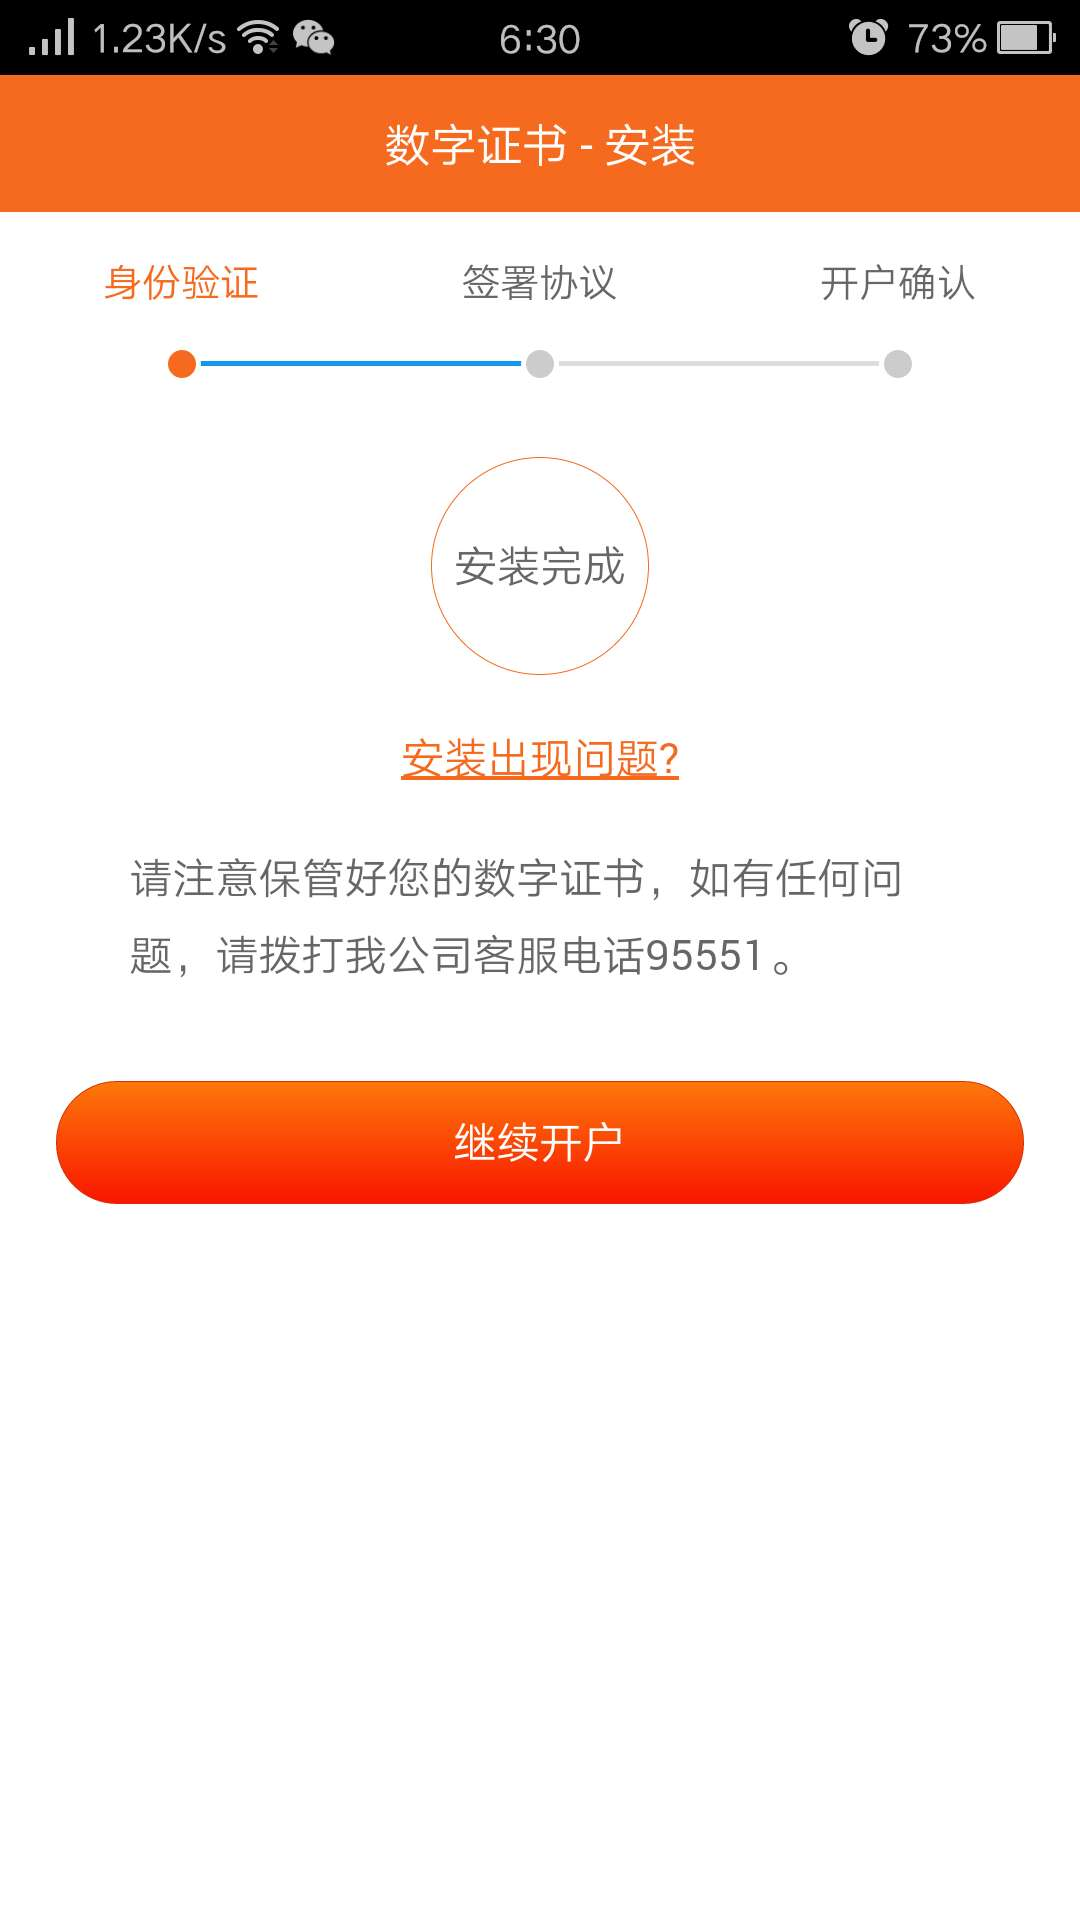 1.23K/s 6:30 73%
数字证书 - 安装
身份验证 签署协议 开户确认
安装完成
安装出现问题?
请注意保管好您的数字证书，如有任何问
题，请拨打我公司客服电话95551。
继续开户